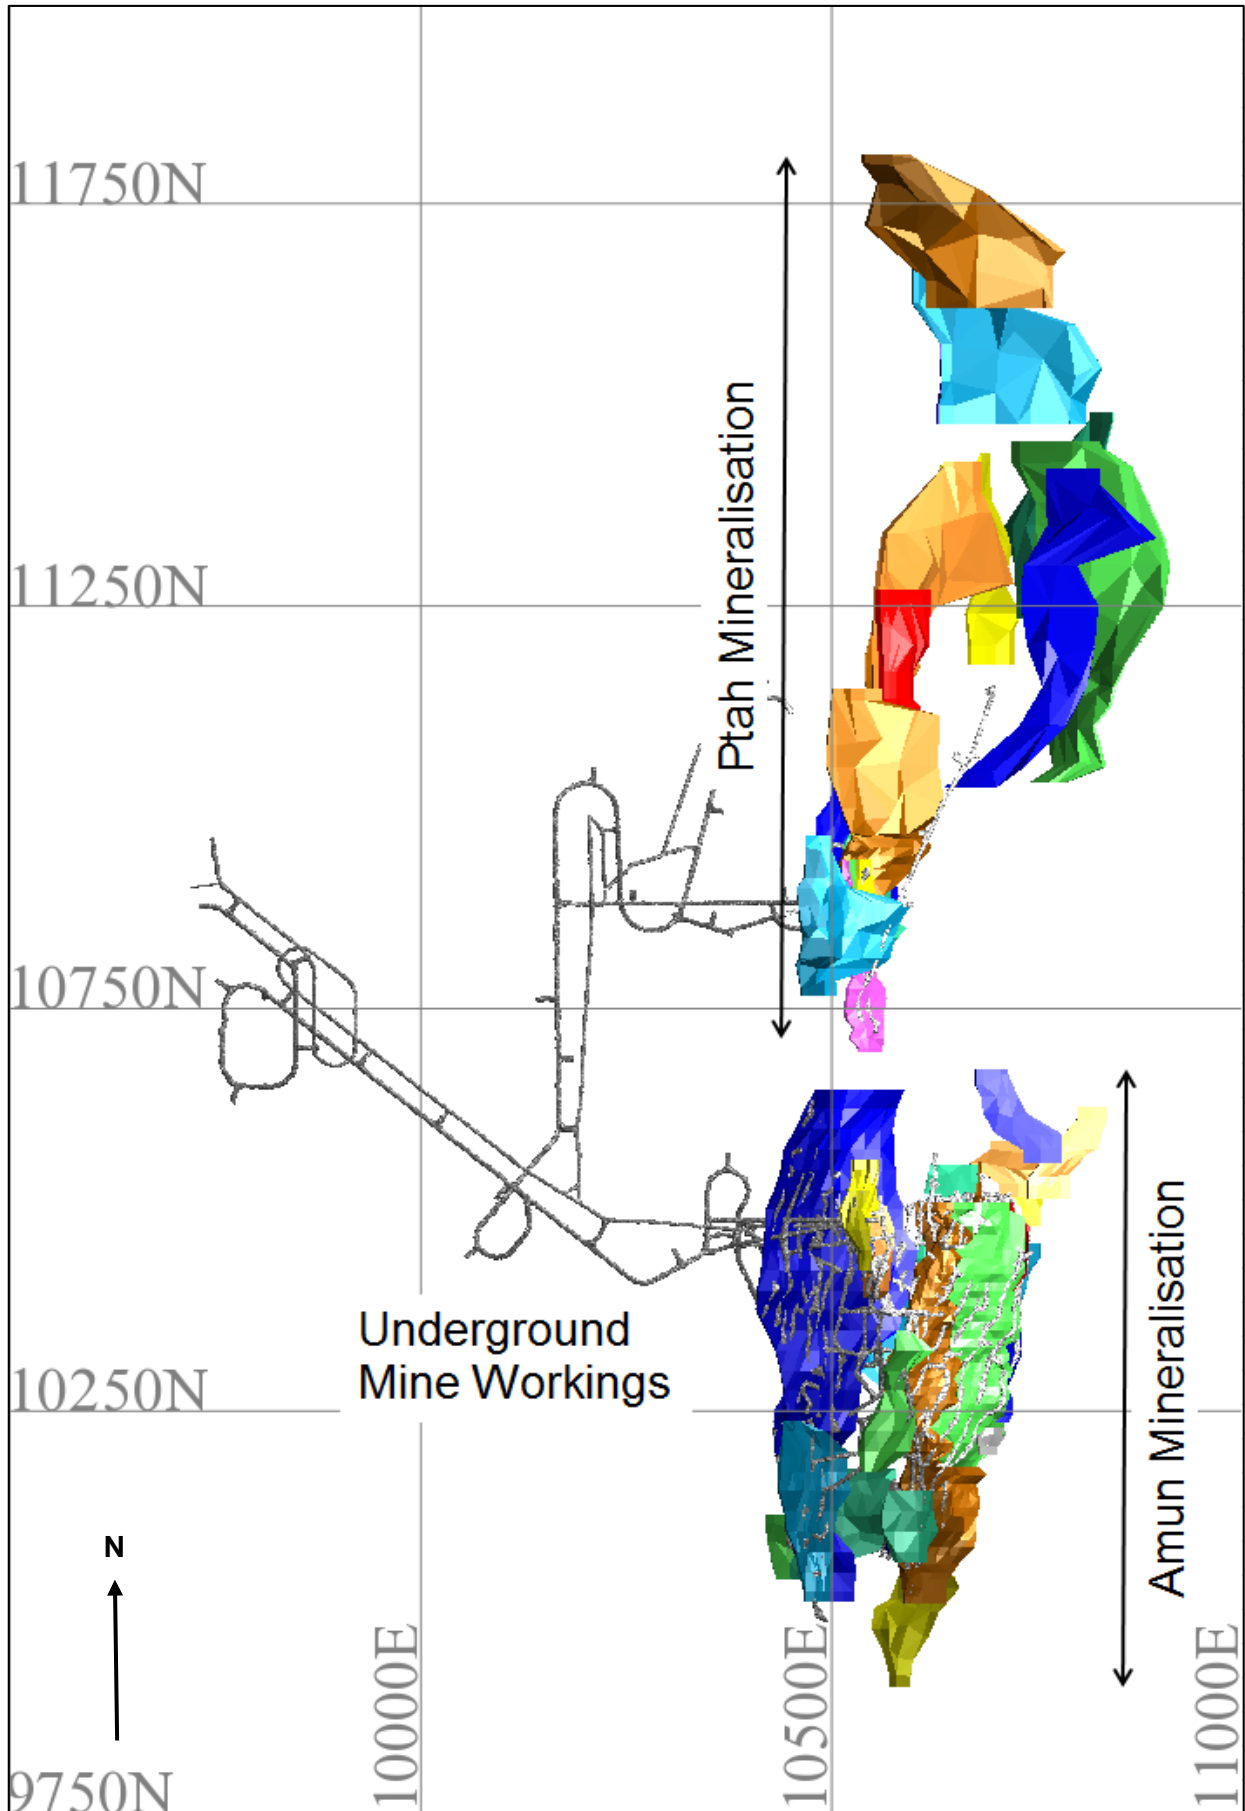 11750N
Ptah Mineralisation
11250N
10750N
Underground
Mine Workings
10250N
Amun Mineralisation
N
10000E
10500E
11000E
9750N